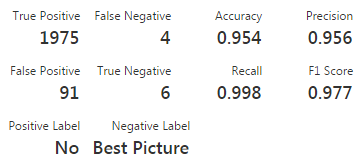 True Positive False Negative Accuracy Precision
1975 4 0.954 0.956
False Positive True Negative Recall F1 Score
91 6 0.998 0.977
Positive Label Negative Label
No Best Picture